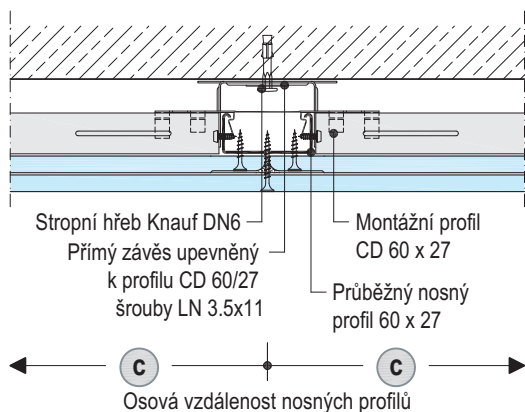 Stropní hřeb Knauf DN6
Přímý závěs upevněný
k profilu CD 60/27
šrouby LN 3.5x11
Montážní profil
CD 60 x 27
Průběžný nosný
profil 60 x 27
c
c
Osová vzdálenost nosných profilů